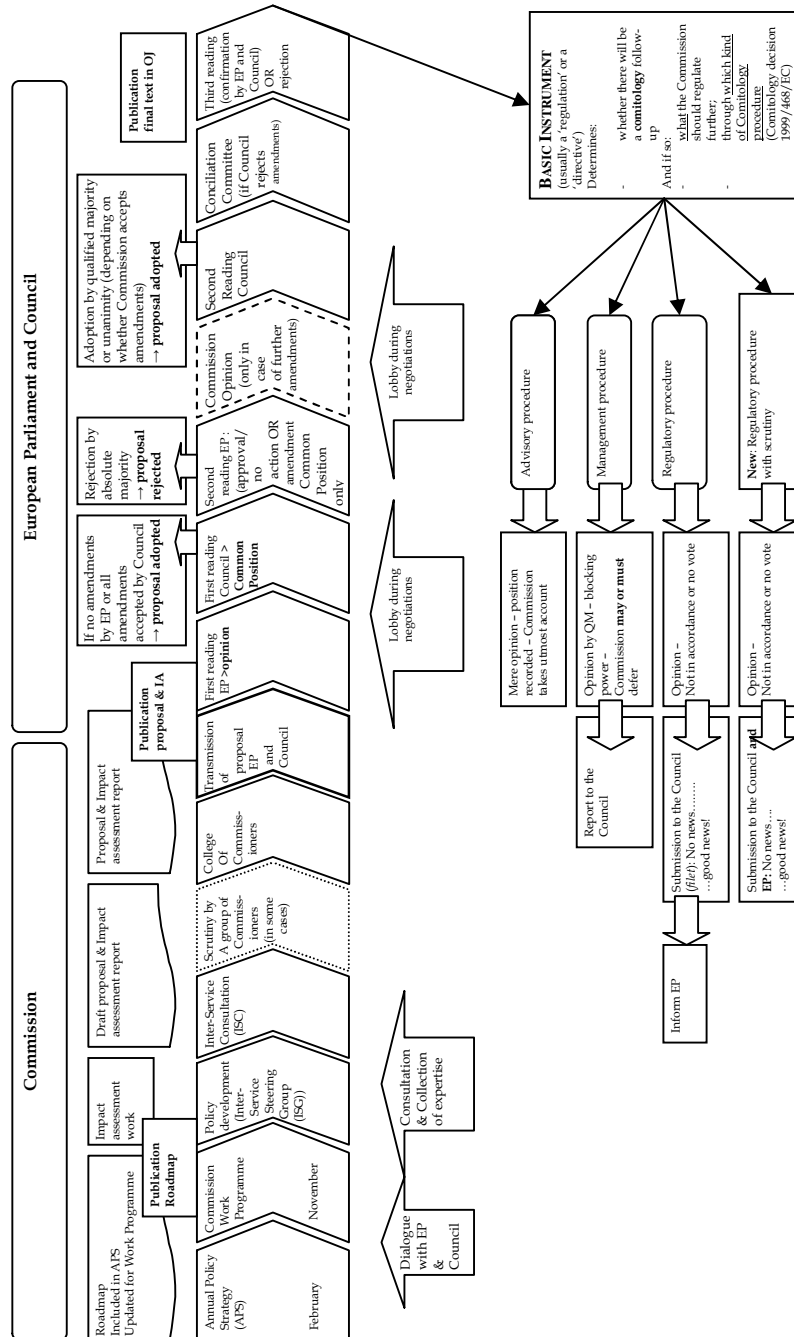 Commission
European Parliament and Council
Roadmap
Included in APS
Updated for Work Programme
Publication
Roadmap
Impact
assessment
work
Draft proposal & Impact
assessment report
Proposal & Impact
assessment report
Publication
proposal & IA
If no amendments
by EP or all
amendments
accepted by Council
→ proposal adopted
Rejection by
absolute
majority
→ proposal
rejected
Adoption by qualified majority
or unanimity (depending on
whether Commission accepts
amendments)
→ proposal adopted
Publication
final text in OJ
Annual Policy
Strategy
(APS)
February
Commission
Work
Programme
November
Policy
development
(Inter-
Service
Steering
Group
(ISG))
Inter-Service
Consultation
(ISC)
Scrutiny by
A group of
Commiss-
ioners
(in some
cases)
College
Of
Commiss-
ioners
Transmission
of proposal
EP and
Council
First reading
EP >opinion
First reading
Council >
Common
Position
Second
reading EP :
(approval/
no
action OR
amendment
Common
Position
only
Commission
Opinion
(only in
case
of further
amendments)
Second
Reading
Council
Conciliation
Committee
(if Council
rejects
amendments)
Third reading
(confirmation
by EP and
Council)
OR
rejection
Dialogue
with EP
&
Council
Consultation
& Collection
of expertise
Lobby during
negotiations
Lobby during
negotiations
BASIC INSTRUMENT
(usually a 'regulation' or a
'directive')
Determines:
- whether there will be
a comitology follow-
up
And if so:
- what the Commission
should regulate
further;
- through which kind
of Comitology
procedure
(Comitology decision
1999/468/EC)
Advisory procedure
Mere opinion – position
recorded – Commission
takes utmost account
Management procedure
Opinion by QM – blocking
power –
Commission may or must
defer
Report to the
Council
Regulatory procedure
Opinion –
Not in accordance or no vote
Submission to the Council
(filet): No news………
…good news!
Inform EP
New: Regulatory procedure
with scrutiny
Opinion –
Not in accordance or no vote
Submission to the Council and
EP: No news….
…good news!